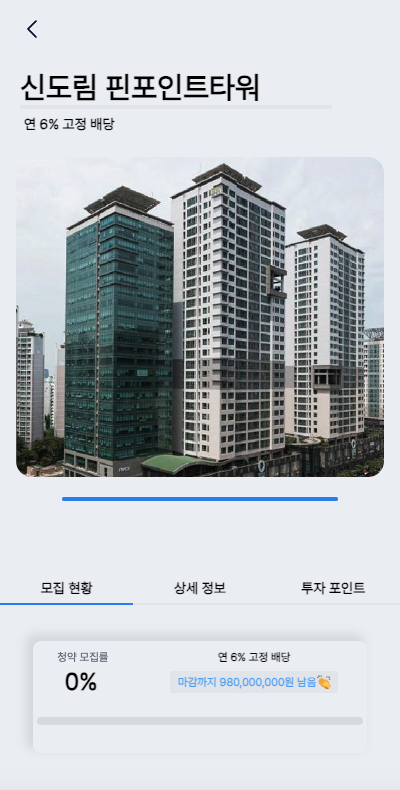 신도림 핀포인트타워
연 6% 고정 배당
모집 현황
상세 정보
투자 포인트
청약 모집률
연 6% 고정 배당
0%
마감까지 980,000,000원 남음👏